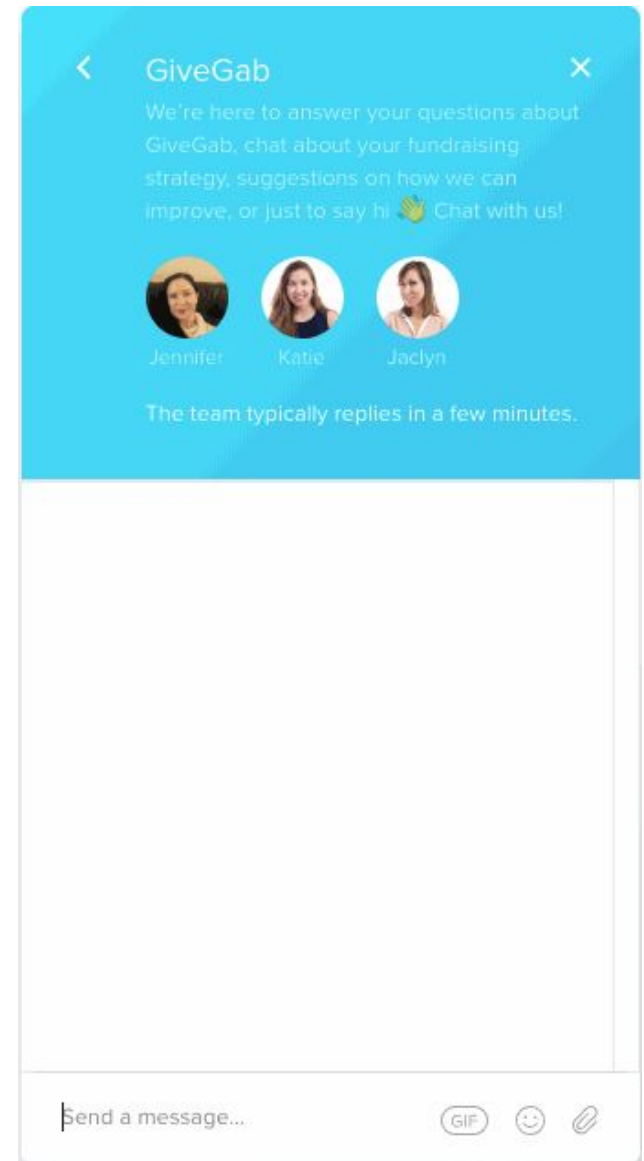 GiveGab
We're here to answer your questions about
GiveGab, chat about your fundraising
strategy, suggestions on how we can
improve, or just to say hi 👋 Chat with us!
Jennifer Katie Jaclyn
The team typically replies in a few minutes.
Send a message...
GIF